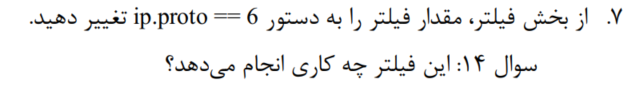 ۷. از بخش فیلتر، مقدار فیلتر را به دستور ip.proto == 6 تغییر دهید.
سوال ۱۴: این فیلتر چه کاری انجام می‌دهد؟